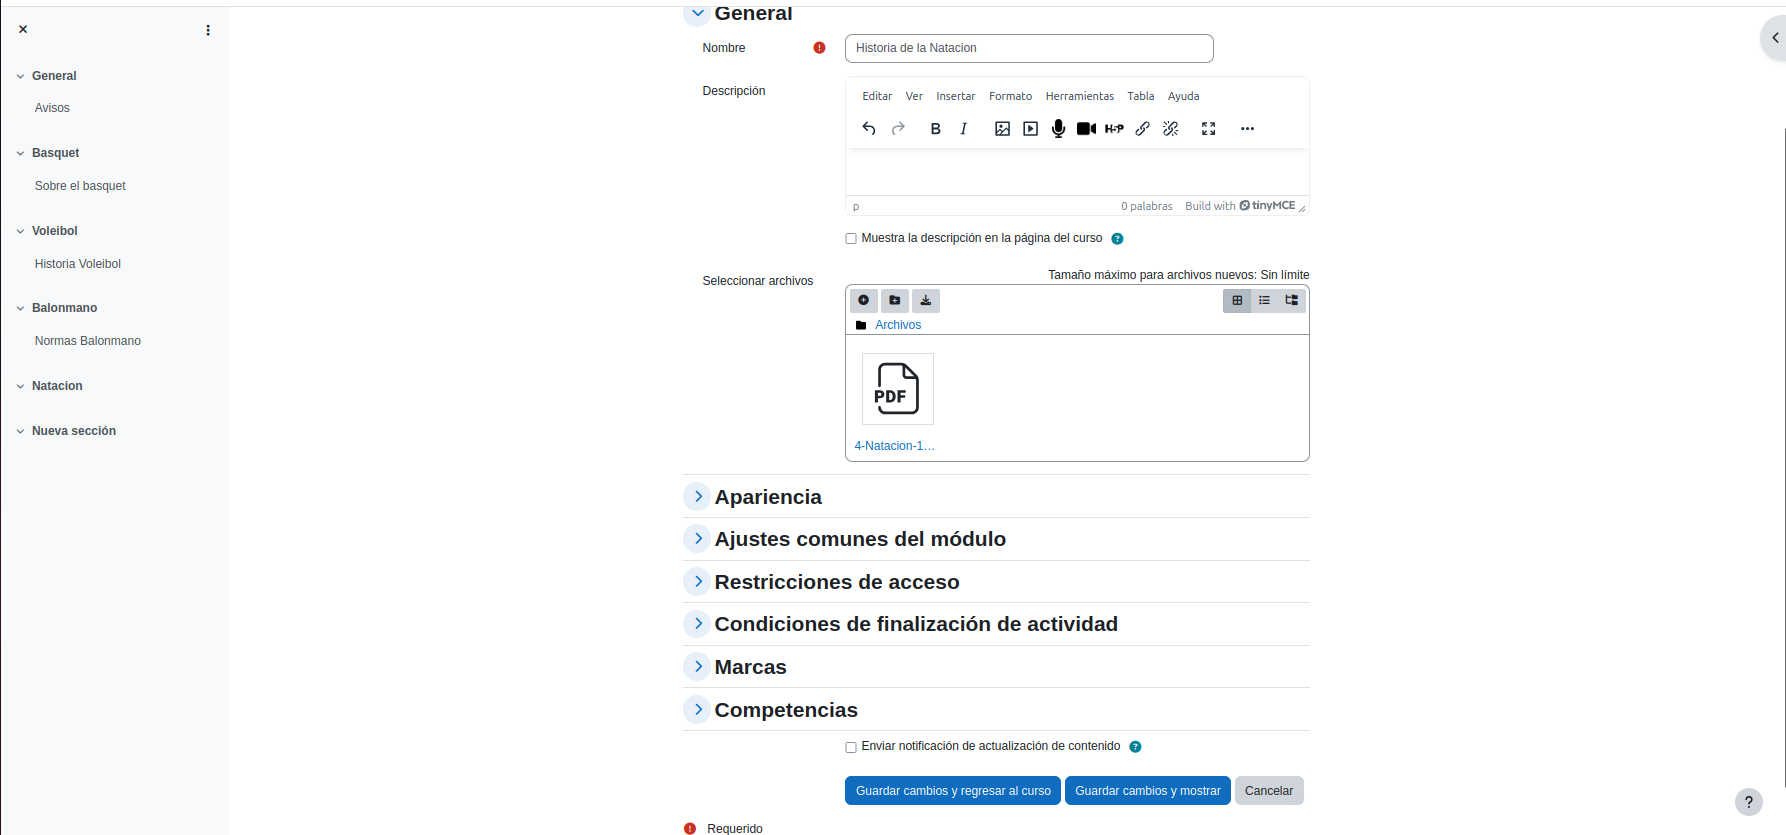 General
Avisos
Basquet
Sobre el basquet
Voleibol
Historia Voleibol
Balonmano
Normas Balonmano
Natacion
Nueva sección
General
Nombre
Historia de la Natacion
Descripción
Editar Ver Insertar Formato Herramientas Tabla Ayuda
B I H-P
p 0 palabras Build with tinyMCE
Muestra la descripción en la página del curso ?
Tamaño máximo para archivos nuevos: Sin límite
Seleccionar archivos
Archivos
PDF
4-Natacion-1...
Apariencia
Ajustes comunes del módulo
Restricciones de acceso
Condiciones de finalización de actividad
Marcas
Competencias
Enviar notificación de actualización de contenido ?
Guardar cambios y regresar al curso Guardar cambios y mostrar Cancelar
?
Requerido